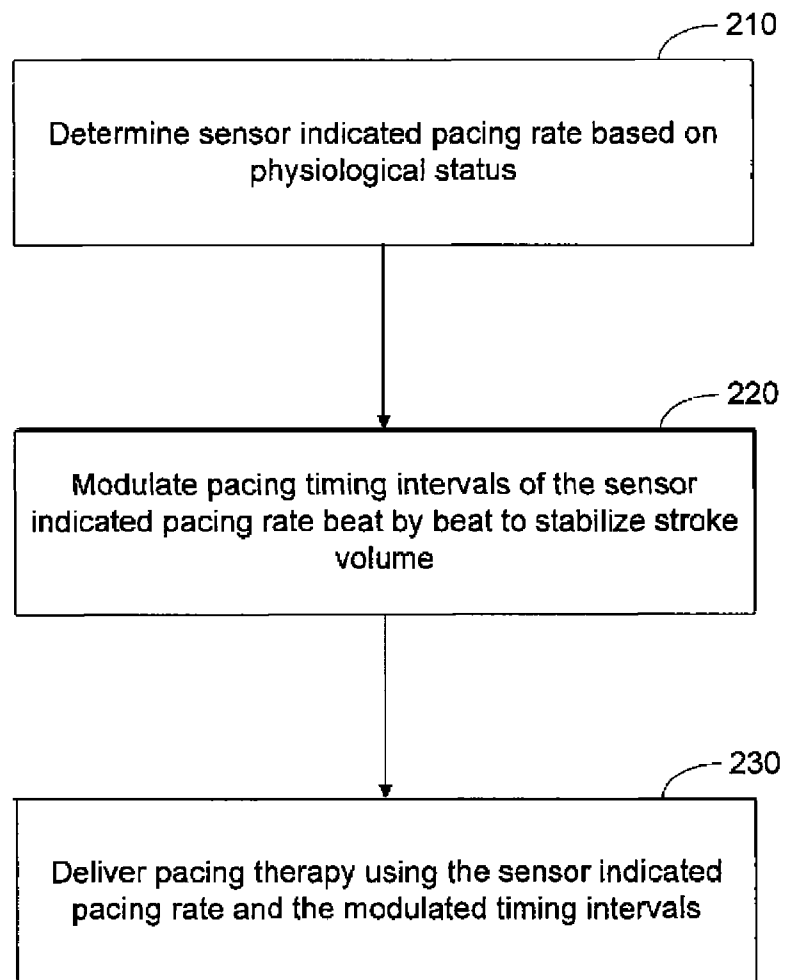 210
Determine sensor indicated pacing rate based on
physiological status
220
Modulate pacing timing intervals of the sensor
indicated pacing rate beat by beat to stabilize stroke
volume
230
Deliver pacing therapy using the sensor indicated
pacing rate and the modulated timing intervals